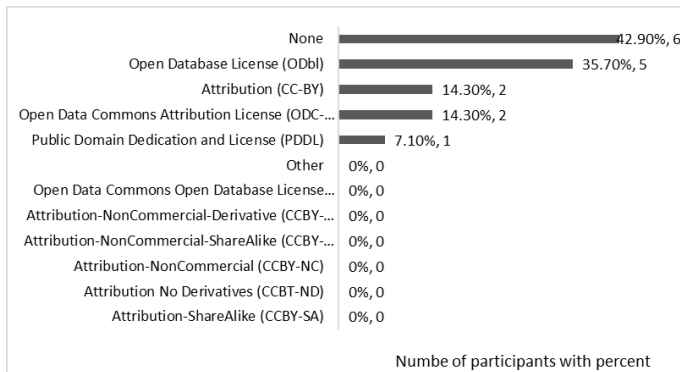 None 42.90%, 6
Open Database License (ODbl) 35.70%, 5
Attribution (CC-BY) 14.30%, 2
Open Data Commons Attribution License (ODC-... 14.30%, 2
Public Domain Dedication and License (PDDL) 7.10%, 1
Other 0%, 0
Open Data Commons Open Database License... 0%, 0
Attribution-NonCommercial-Derivative (CCBY-... 0%, 0
Attribution-NonCommercial-ShareAlike (CCBY-... 0%, 0
Attribution-NonCommercial (CCBY-NC) 0%, 0
Attribution No Derivatives (CCBT-ND) 0%, 0
Attribution-ShareAlike (CCBY-SA) 0%, 0
Numbe of participants with percent